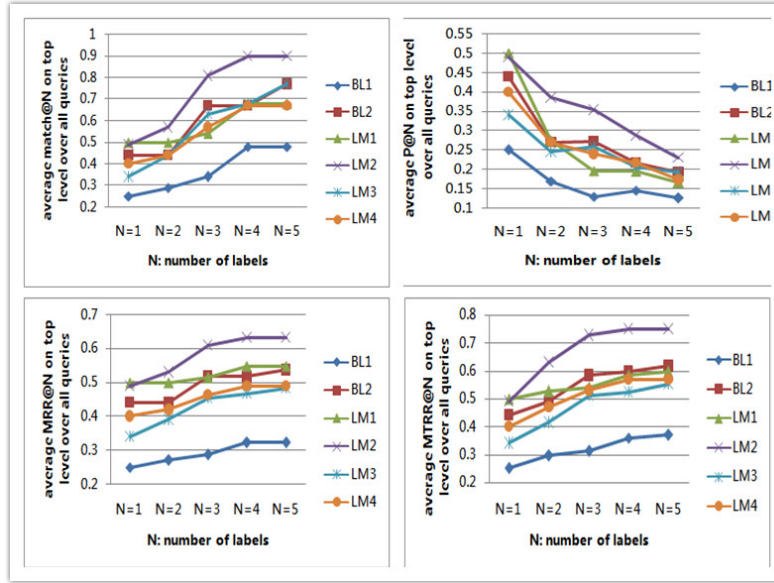 average match@N on top
level over all queries
1
0.9
0.8
0.7
0.6
0.5
0.4
0.3
0.2
N=1 N=2 N=3 N=4 N=5
N: number of labels
BL1
BL2
LM1
LM2
LM3
LM4
average P@N on top level
over all queries
0.55
0.5
0.45
0.4
0.35
0.3
0.25
0.2
0.15
0.1
N=1 N=2 N=3 N=4 N=5
N: number of labels
BL1
BL2
LM
LM
LM
LM
average MRR@N on top
level over all queries
0.7
0.6
0.5
0.4
0.3
0.2
N=1 N=2 N=3 N=4 N=5
N: number of labels
BL1
BL2
LM1
LM2
LM3
LM4
average MTRR@N on top
level over all queries
0.8
0.7
0.6
0.5
0.4
0.3
0.2
N=1 N=2 N=3 N=4 N=5
N: number of labels
BL1
BL2
LM1
LM2
LM3
LM4